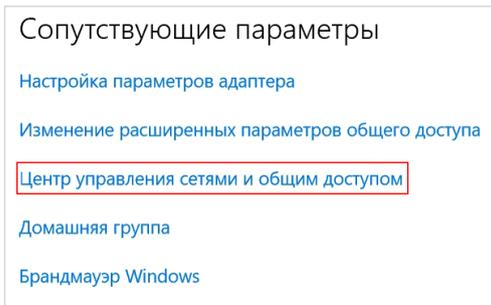 Сопутствующие параметры
Настройка параметров адаптера
Изменение расширенных параметров общего доступа
Центр управления сетями и общим доступом
Домашняя группа
Брандмауэр Windows